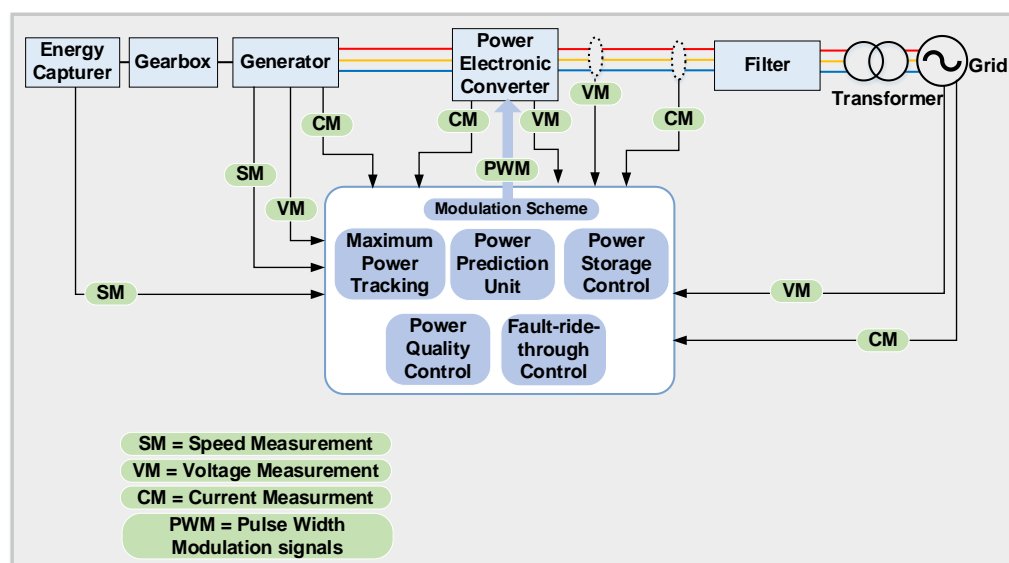 Energy
Capturer
Gearbox
Generator
Power
Electronic
Converter
Filter
Transformer
Grid
CM
CM
VM
VM
CM
SM
PWM
VM
Modulation Scheme
Maximum
Power
Tracking
Power
Prediction
Unit
Power
Storage
Control
SM
VM
Power
Quality
Control
Fault-ride-
through
Control
CM
SM = Speed Measurement
VM = Voltage Measurement
CM = Current Measurment
PWM = Pulse Width
Modulation signals